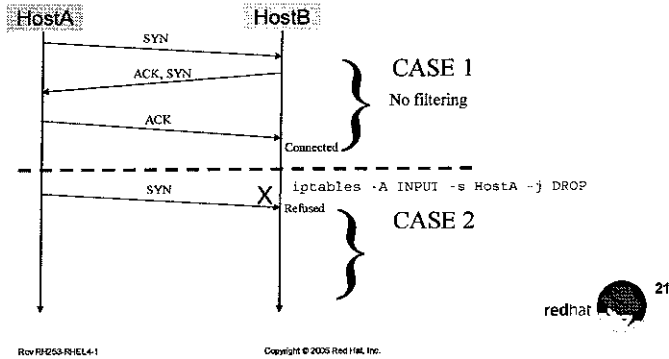 HostA HostB
SYN
ACK, SYN
CASE 1
No filtering
ACK
Connected
iptables -A INPUT -s HostA -j DROP
SYN
X
Refused
CASE 2
redhat
21
Rev RH253-RHEL4-1 Copyright © 2005 Red Hat, Inc.